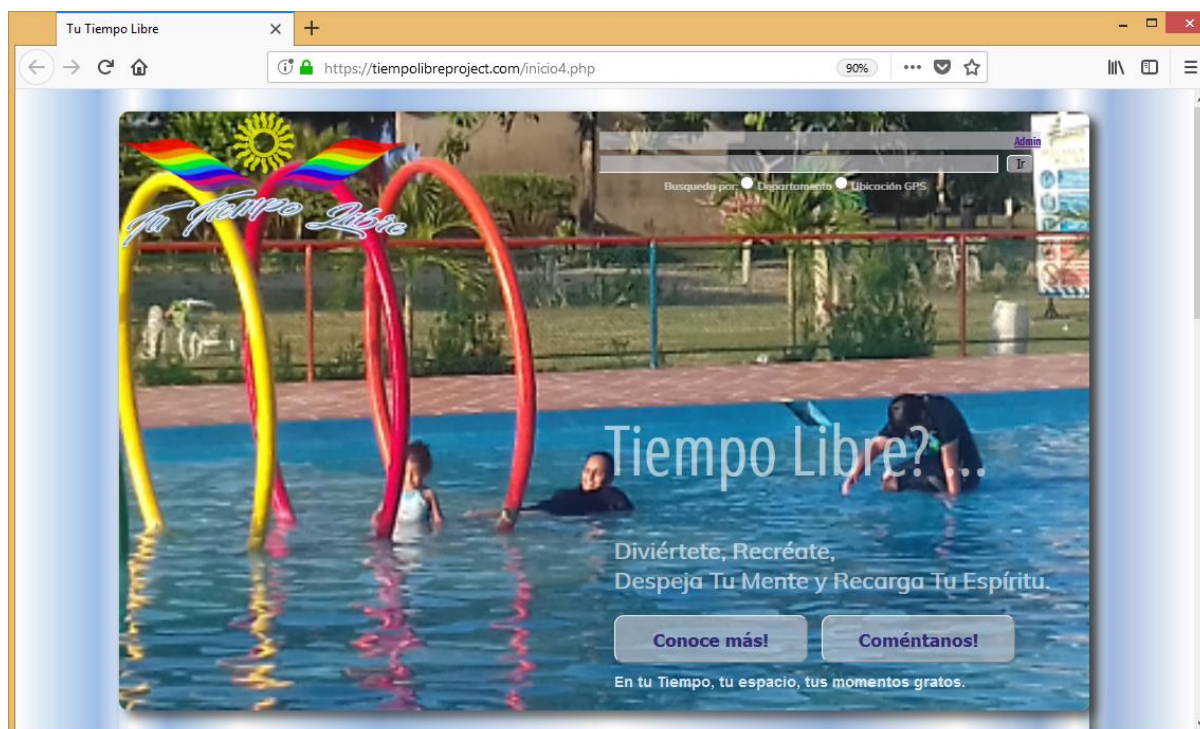 Tu Tiempo Libre
https://tiempolibreproject.com/inicio4.php
90%
Admin
Ir
Busqueda por: Departamento Ubicación GPS
Tu Tiempo Libre
Tiempo Libre? ...
Diviértete, Recréate,
Despeja Tu Mente y Recarga Tu Espíritu.
Conoce más!
Coméntanos!
En tu Tiempo, tu espacio, tus momentos gratos.